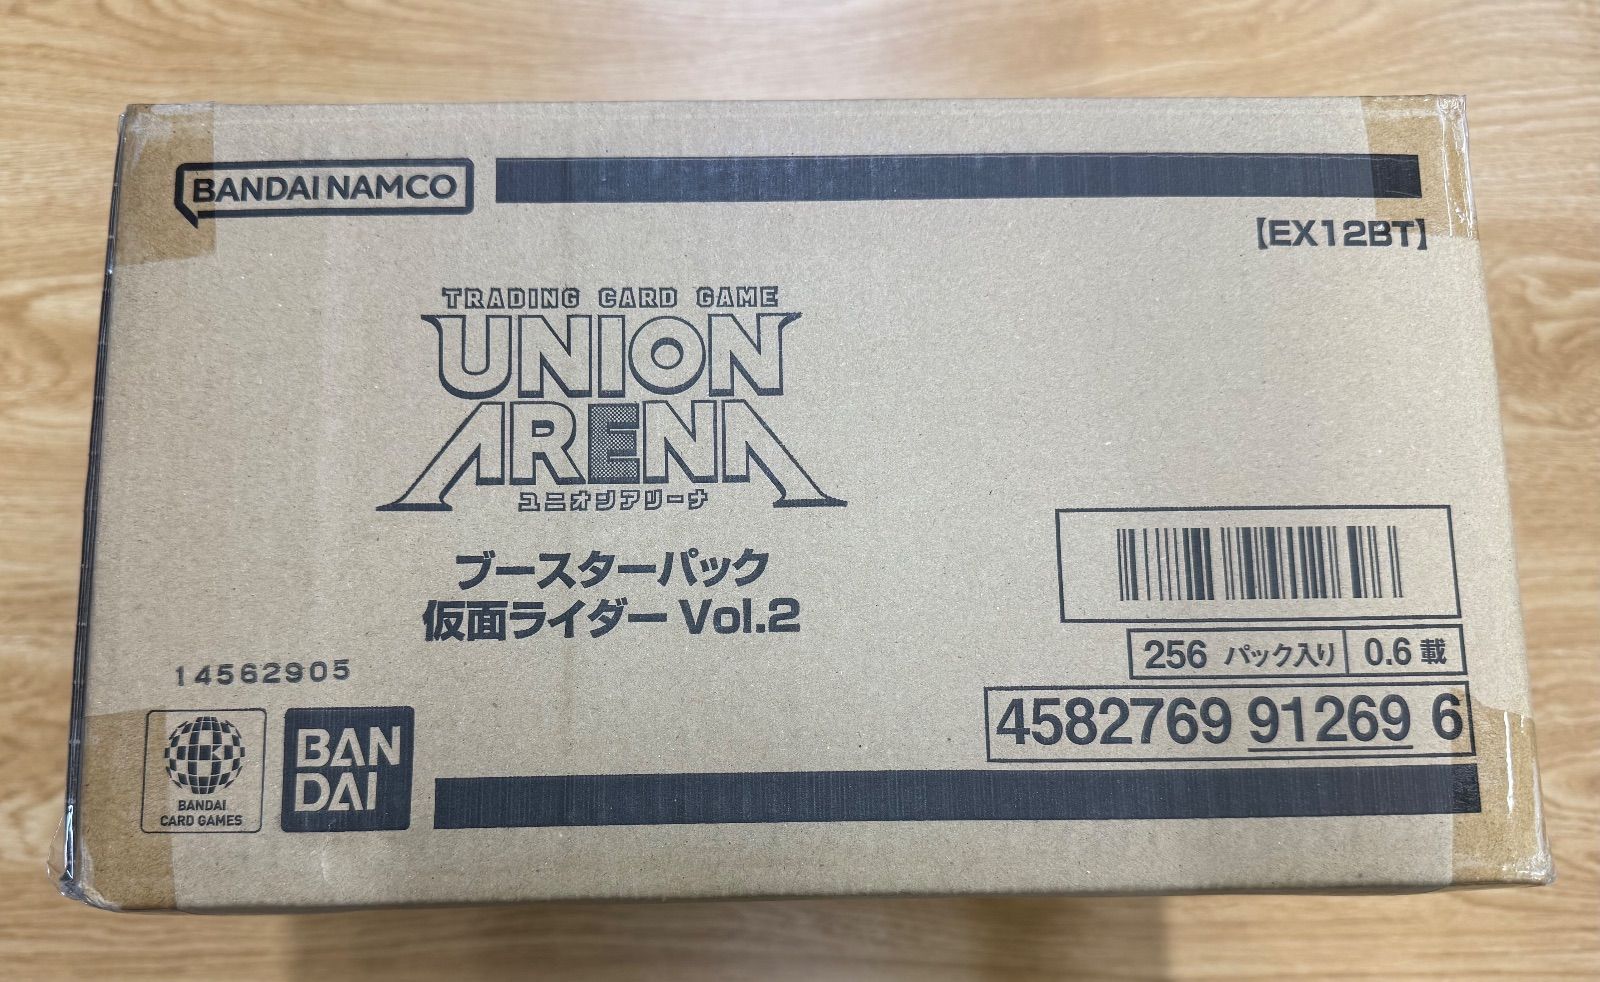 BANDAI NAMCO
【EX12BT】
TRADING CARD GAME
UNION
ARENA
ユニオンアリーナ
ブースターパック
仮面ライダー Vol.2
256 パック入り 0.6 載
14562905
4582769 91269 6
BANDAI
CARD GAMES
BAN
DAI